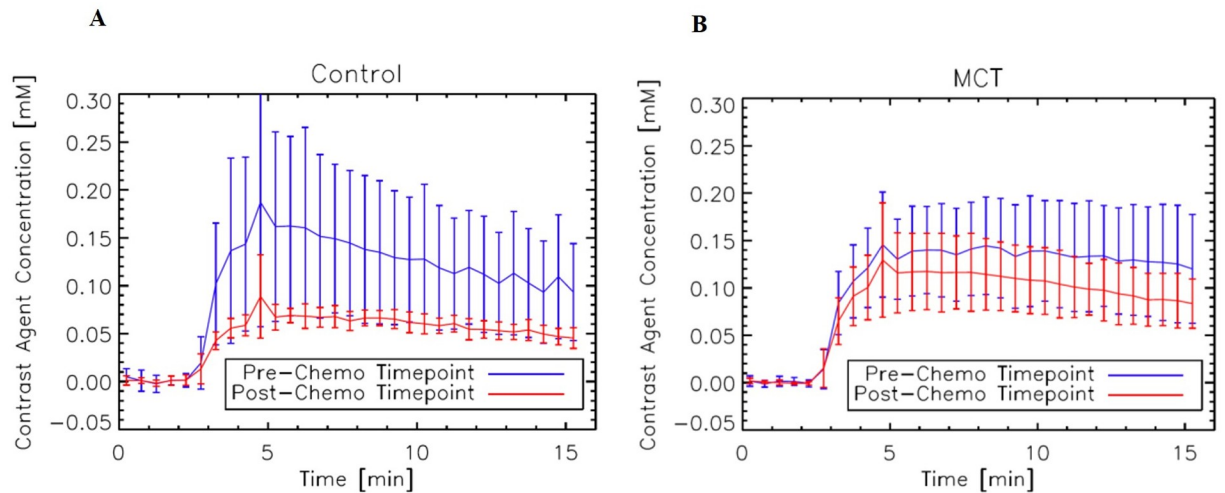 A
Control
Contrast Agent Concentration [mM]
0.30
0.25
0.20
0.15
0.10
0.05
0.00
−0.05
Pre-Chemo Timepoint
Post-Chemo Timepoint
0
5
10
15
Time [min]
B
MCT
Contrast Agent Concentration [mM]
0.30
0.25
0.20
0.15
0.10
0.05
0.00
−0.05
Pre-Chemo Timepoint
Post-Chemo Timepoint
0
5
10
15
Time [min]